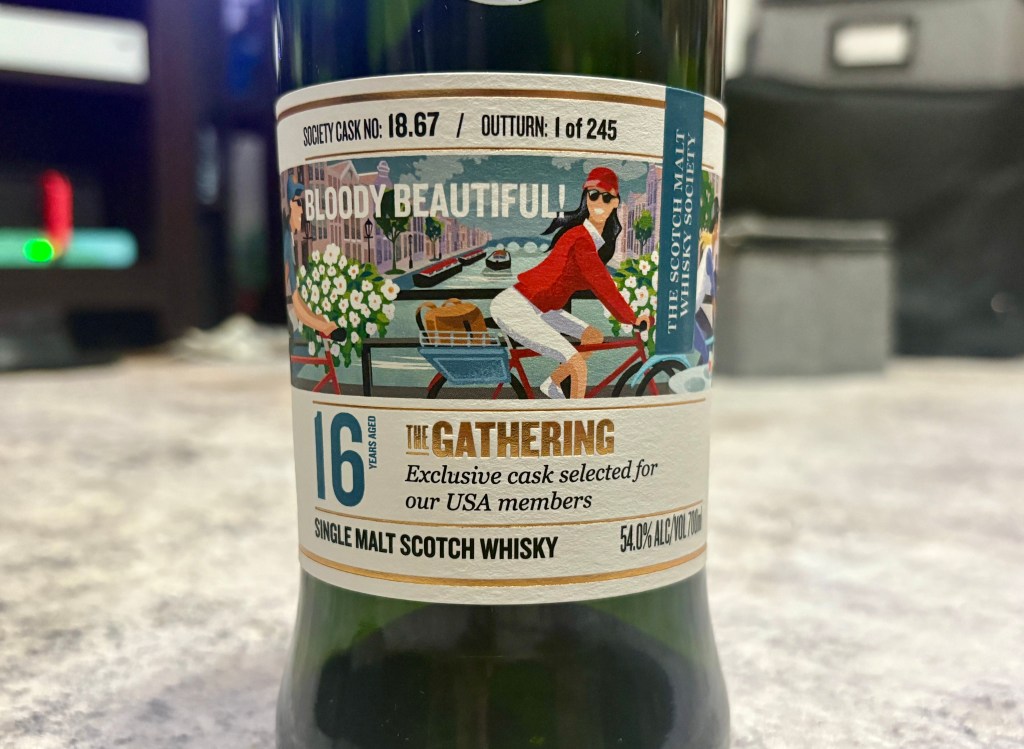 SOCIETY CASK NO: 18.67 / OUTTURN: 1 of 245
BLOODY BEAUTIFUL!
THE SCOTCH MALT
WHISKY SOCIETY
16 YEARS AGED
THE GATHERING
Exclusive cask selected for
our USA members
SINGLE MALT SCOTCH WHISKY
54.0% ALC/VOL 700ml